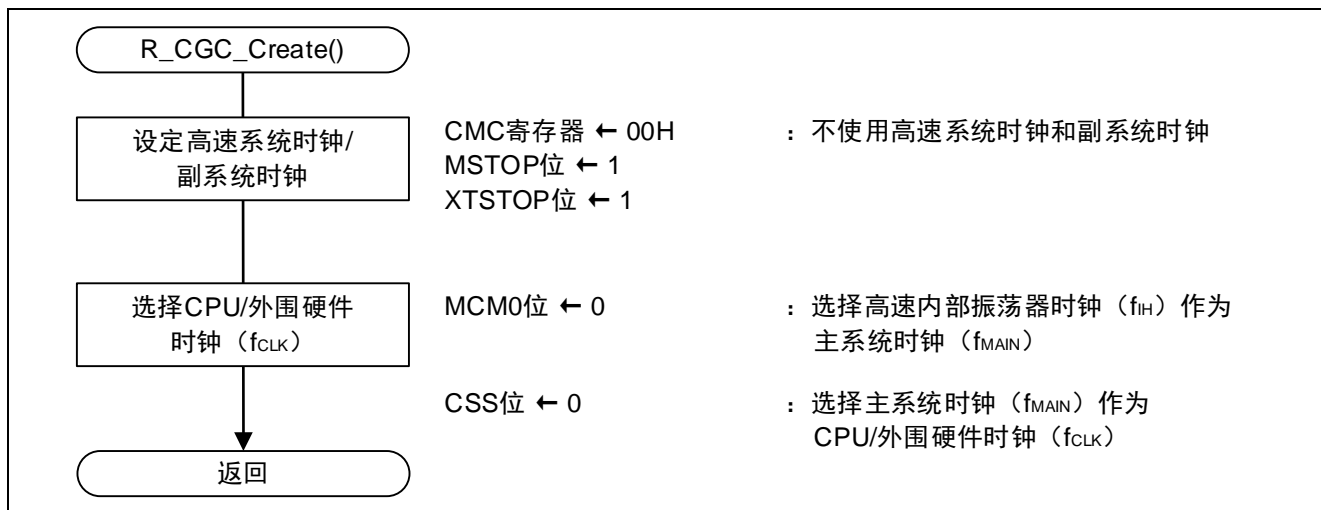 R_CGC_Create()
设定高速系统时钟/
副系统时钟
CMC寄存器 ← 00H ：不使用高速系统时钟和副系统时钟
MSTOP位 ← 1
XTSTOP位 ← 1
选择CPU/外围硬件
时钟（fCLK）
MCM0位 ← 0 ：选择高速内部振荡器时钟（fIH）作为
主系统时钟（fMAIN）
CSS位 ← 0 ：选择主系统时钟（fMAIN）作为
CPU/外围硬件时钟（fCLK）
返回